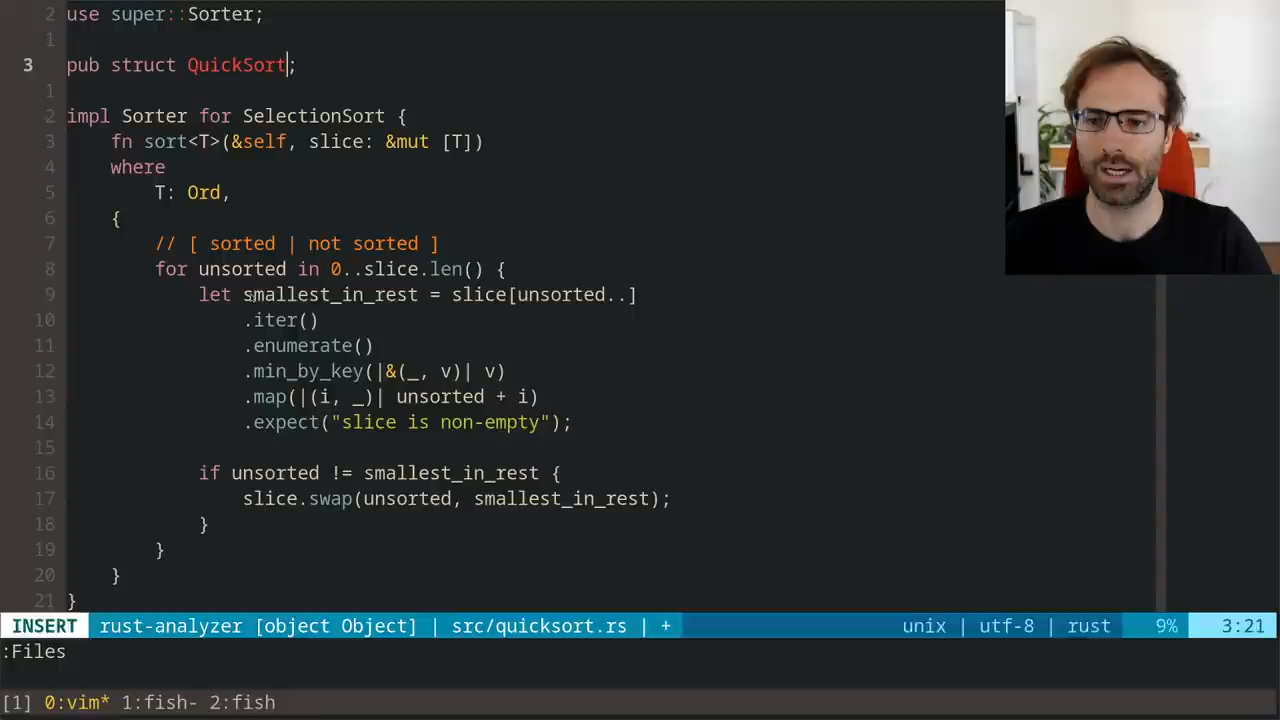 2 use super::Sorter;
1
3 pub struct QuickSort;
1
2 impl Sorter for SelectionSort {
3 fn sort<T>(&self, slice: &mut [T])
4 where
5 T: Ord,
6 {
7 // [ sorted | not sorted ]
8 for unsorted in 0..slice.len() {
9 let smallest_in_rest = slice[unsorted..]
10 .iter()
11 .enumerate()
12 .min_by_key(|&(_, v)| v)
13 .map(|(i, _)| unsorted + i)
14 .expect("slice is non-empty");
15
16 if unsorted != smallest_in_rest {
17 slice.swap(unsorted, smallest_in_rest);
18 }
19 }
20 }
21 }
INSERT rust-analyzer [object Object] | src/quicksort.rs | + unix | utf-8 | rust 9% 3:21
:Files
[1] 0:vim* 1:fish- 2:fish